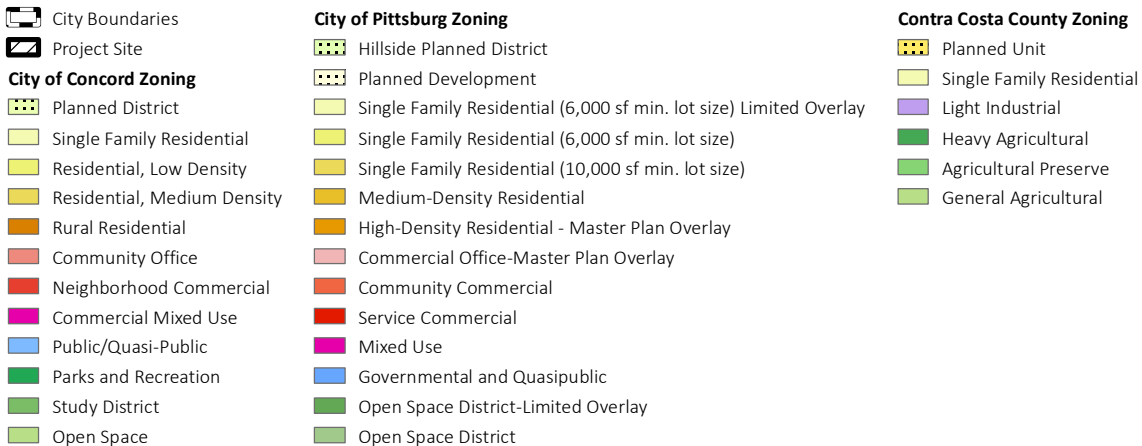 City Boundaries
Project Site
City of Concord Zoning
Planned District
Single Family Residential
Residential, Low Density
Residential, Medium Density
Rural Residential
Community Office
Neighborhood Commercial
Commercial Mixed Use
Public/Quasi-Public
Parks and Recreation
Study District
Open Space
City of Pittsburg Zoning
Hillside Planned District
Planned Development
Single Family Residential (6,000 sf min. lot size) Limited Overlay
Single Family Residential (6,000 sf min. lot size)
Single Family Residential (10,000 sf min. lot size)
Medium-Density Residential
High-Density Residential - Master Plan Overlay
Commercial Office-Master Plan Overlay
Community Commercial
Service Commercial
Mixed Use
Governmental and Quasipublic
Open Space District-Limited Overlay
Open Space District
Contra Costa County Zoning
Planned Unit
Single Family Residential
Light Industrial
Heavy Agricultural
Agricultural Preserve
General Agricultural